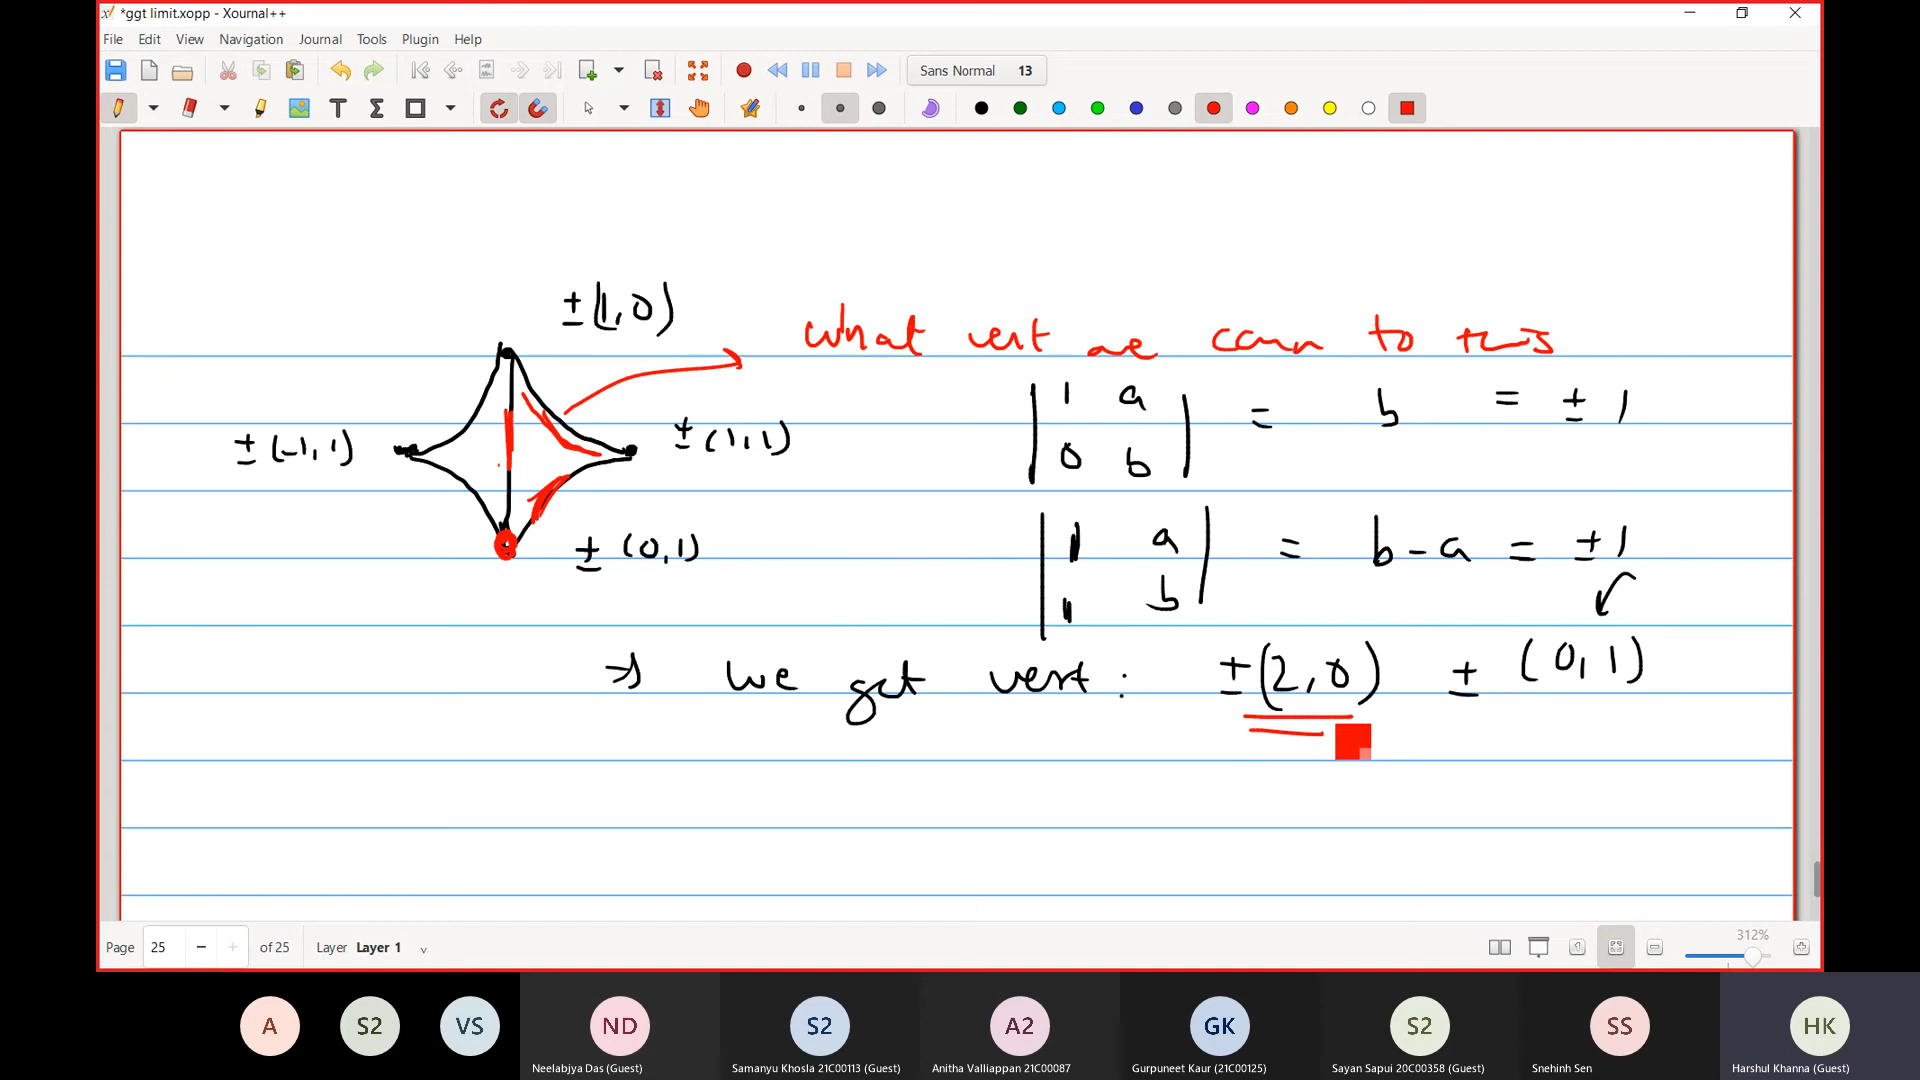 *ggt limit.xopp - Xournal++
File Edit View Navigation Journal Tools Plugin Help
Sans Normal 13
± (1, 0)
What vert are conn to this
| 1 a | = b = ± 1
| 0 b |
± (-1, 1) ± (1, 1)
± (0, 1)
| 1 a | = b - a = ± 1
| 1 b |
⇒ We get vert : ± (2, 0) ± (0, 1)
Page 25 of 25 Layer Layer 1 312%
A S2 VS ND S2 A2 GK S2 SS HK
Neelabjya Das (Guest) Samanyu Khosla 21C00113 (Guest) Anitha Valliappan 21C00087 Gurpuneet Kaur (21C00125) Sayan Sapui 20C00358 (Guest) Snehinh Sen Harshul Khanna (Guest)